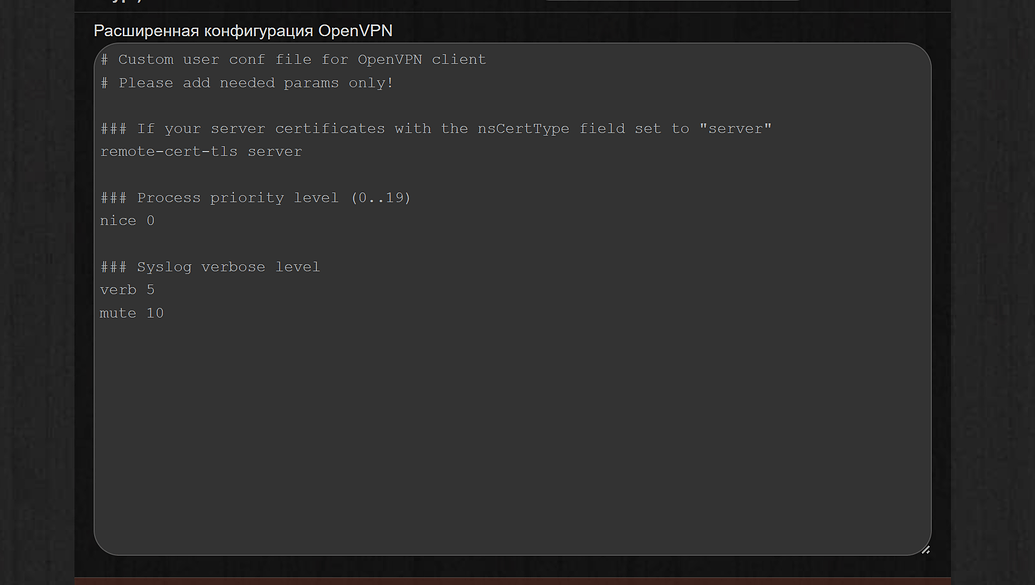 Расширенная конфигурация OpenVPN
# Custom user conf file for OpenVPN client
# Please add needed params only!
### If your server certificates with the nsCertType field set to "server"
remote-cert-tls server
### Process priority level (0..19)
nice 0
### Syslog verbose level
verb 5
mute 10